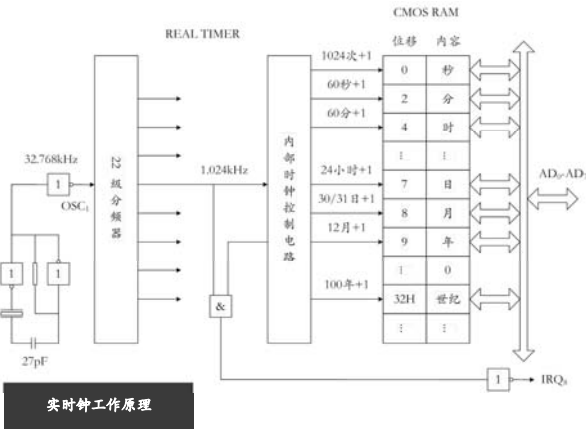 CMOS RAM
REAL TIMER
位移 内容
1024次+1
0 秒
60秒+1
2 分
60分+1
4 时
⋮ ⋮
32.768kHz
1
OSC₁
22级分频器
1.024kHz
内部时钟控制电路
24小时+1
7 日
AD₀-AD₇
30/31日+1
8 月
12月+1
9 年
1 1
⋮ 0
&
100年+1
32H 世纪
⋮ ⋮
27pF
1
IRQ₈
实时钟工作原理